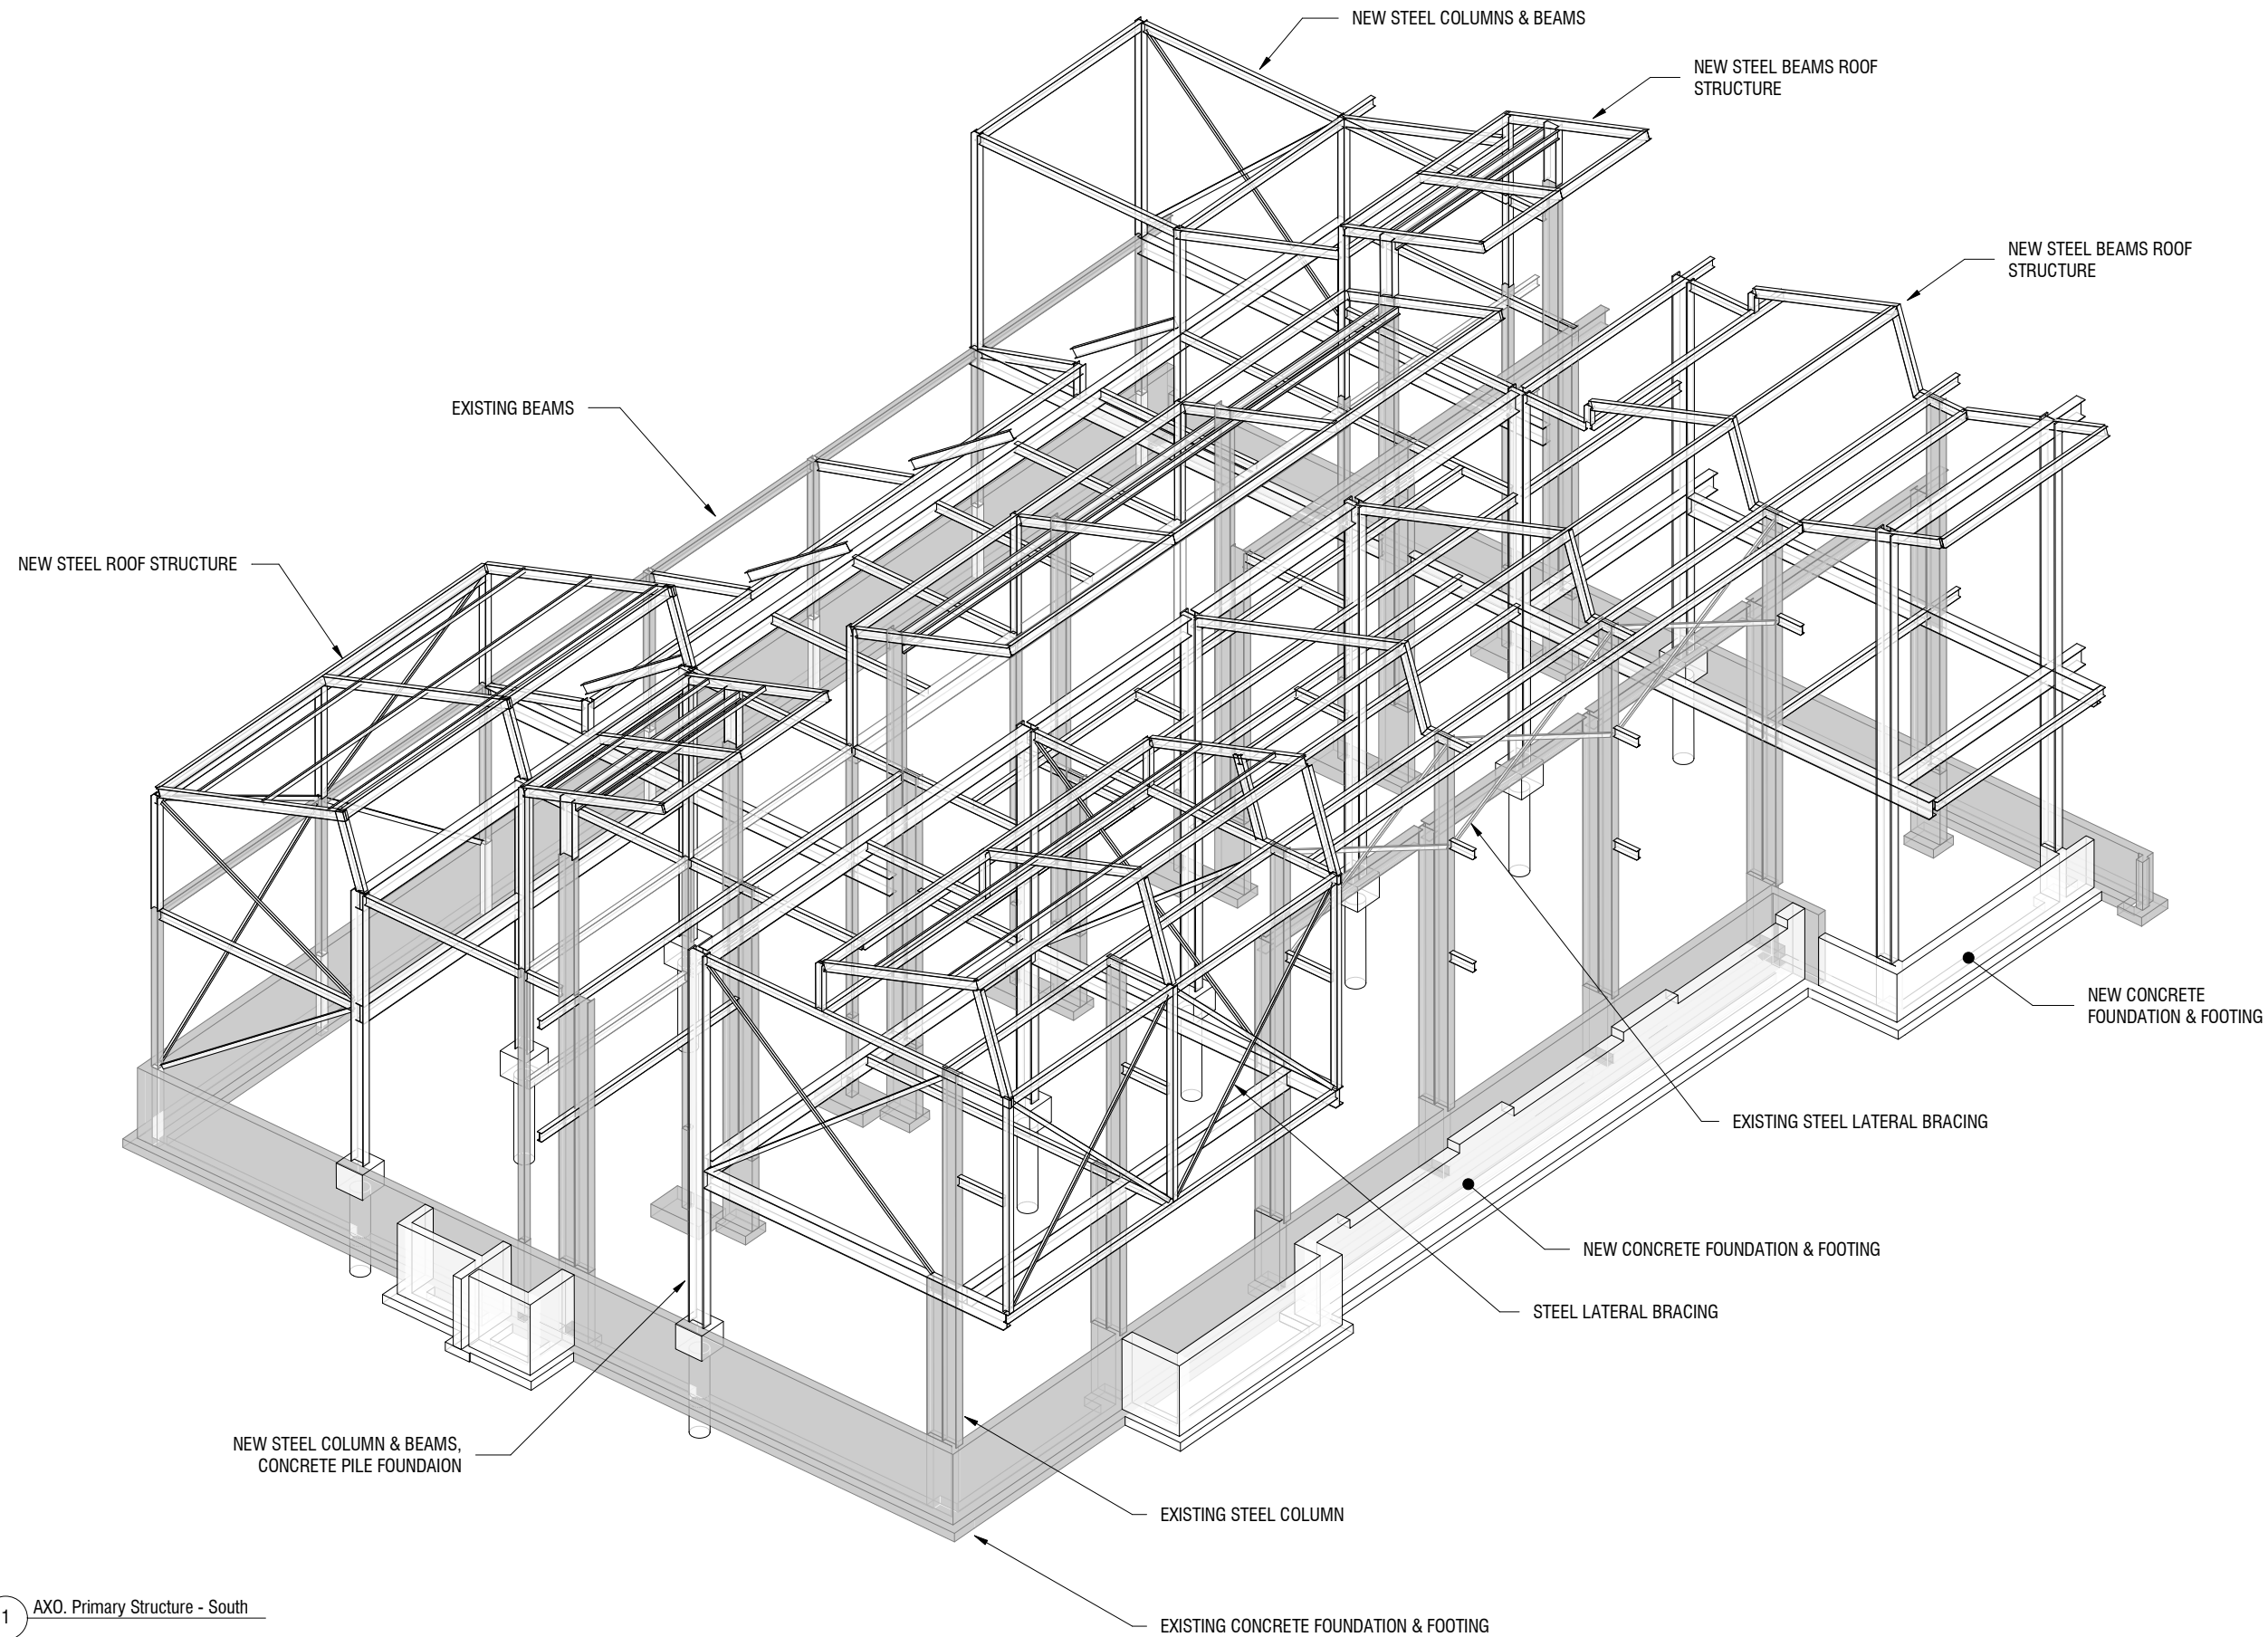 NEW STEEL COLUMNS & BEAMS
NEW STEEL BEAMS ROOF
STRUCTURE
NEW STEEL BEAMS ROOF
STRUCTURE
EXISTING BEAMS
NEW STEEL ROOF STRUCTURE
NEW CONCRETE
FOUNDATION & FOOTING
EXISTING STEEL LATERAL BRACING
NEW CONCRETE FOUNDATION & FOOTING
STEEL LATERAL BRACING
NEW STEEL COLUMN & BEAMS,
CONCRETE PILE FOUNDAION
EXISTING STEEL COLUMN
EXISTING CONCRETE FOUNDATION & FOOTING
1 AXO. Primary Structure - South